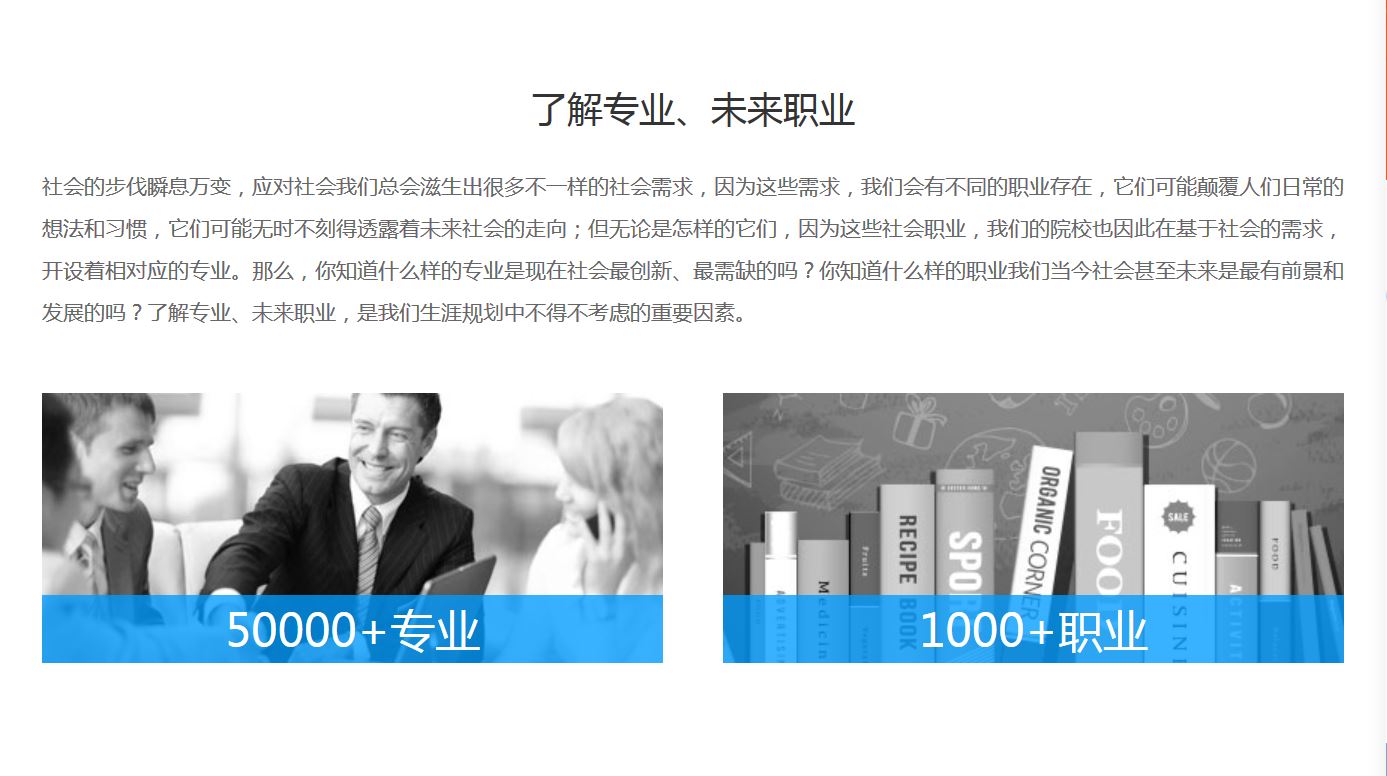 了解专业、未来职业
社会的步伐瞬息万变，应对社会我们总会滋生出很多不一样的社会需求，因为这些需求，我们会有不同的职业存在，它们可能颠覆人们日常的
想法和习惯，它们可能无时不刻得透露着未来社会的走向；但无论是怎样的它们，因为这些社会职业，我们的院校也因此在基于社会的需求，
开设着相对应的专业。那么，你知道什么样的专业是现在社会最创新、最需缺的吗？你知道什么样的职业我们当今社会甚至未来是最有前景和
发展的吗？了解专业、未来职业，是我们生涯规划中不得不考虑的重要因素。
50000+专业
ADVERTISIN
Medicin
Fruits
RECIPE BOOK
SPO
ORGANIC CORNER
FOO
SALE
CUISIN
ACTIVIT
FOOD
1000+职业